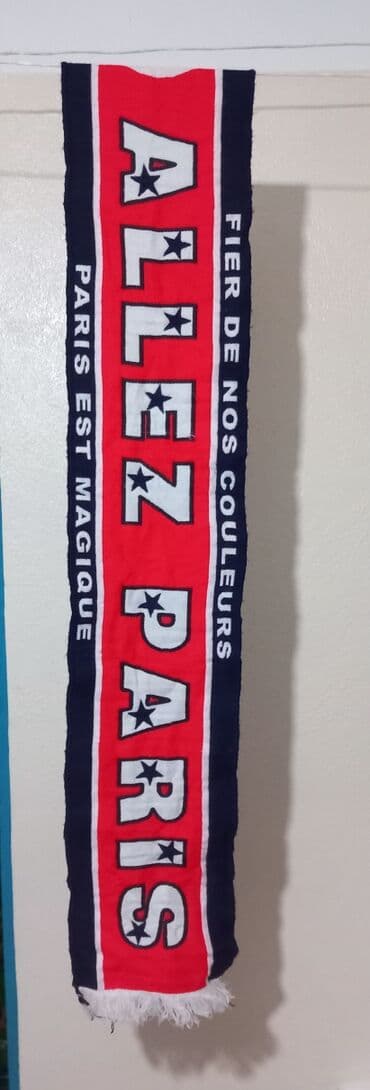 FIER DE NOS COULEURS
ALLEZ PARIS
PARIS EST MAGIQUE